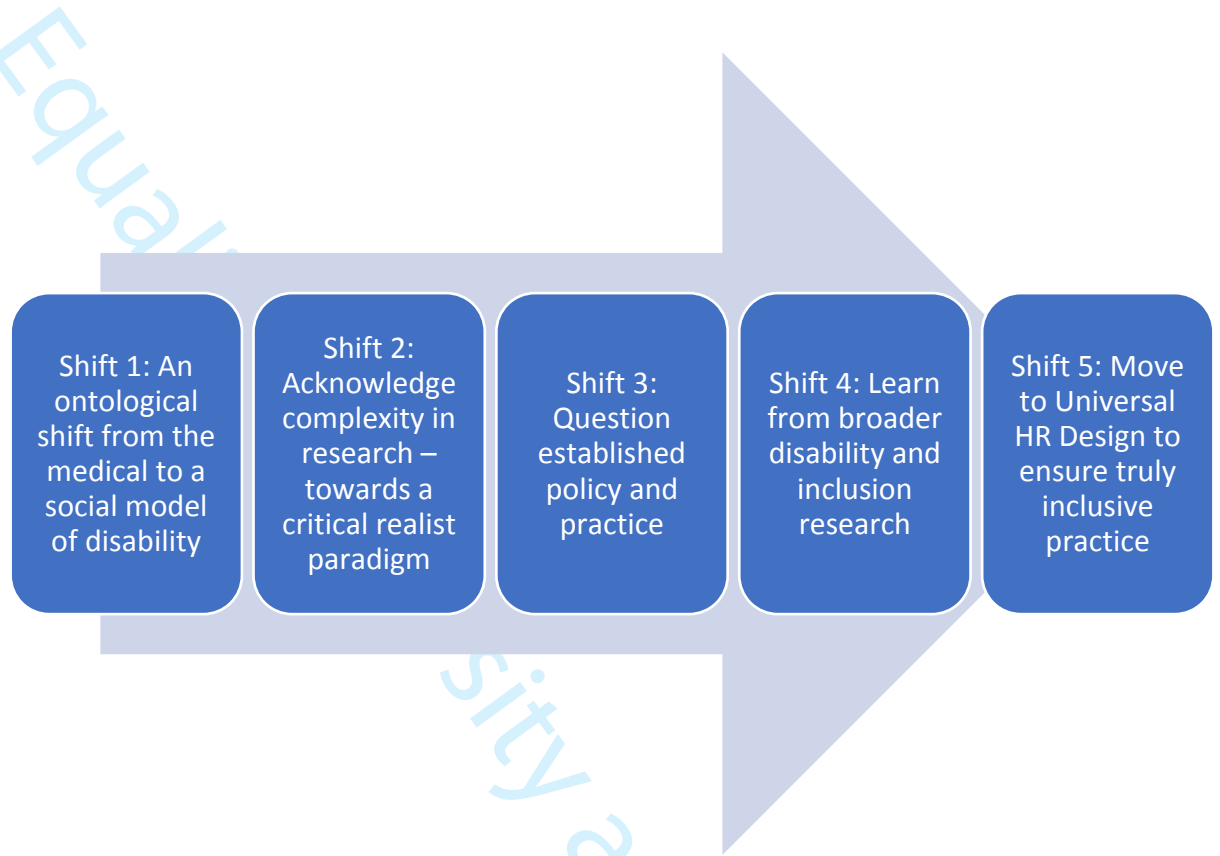 Equali
sity a
Shift 1: An
ontological
shift from the
medical to a
social model
of disability
Shift 2:
Acknowledge
complexity in
research –
towards a
critical realist
paradigm
Shift 3:
Question
established
policy and
practice
Shift 4: Learn
from broader
disability and
inclusion
research
Shift 5: Move
to Universal
HR Design to
ensure truly
inclusive
practice